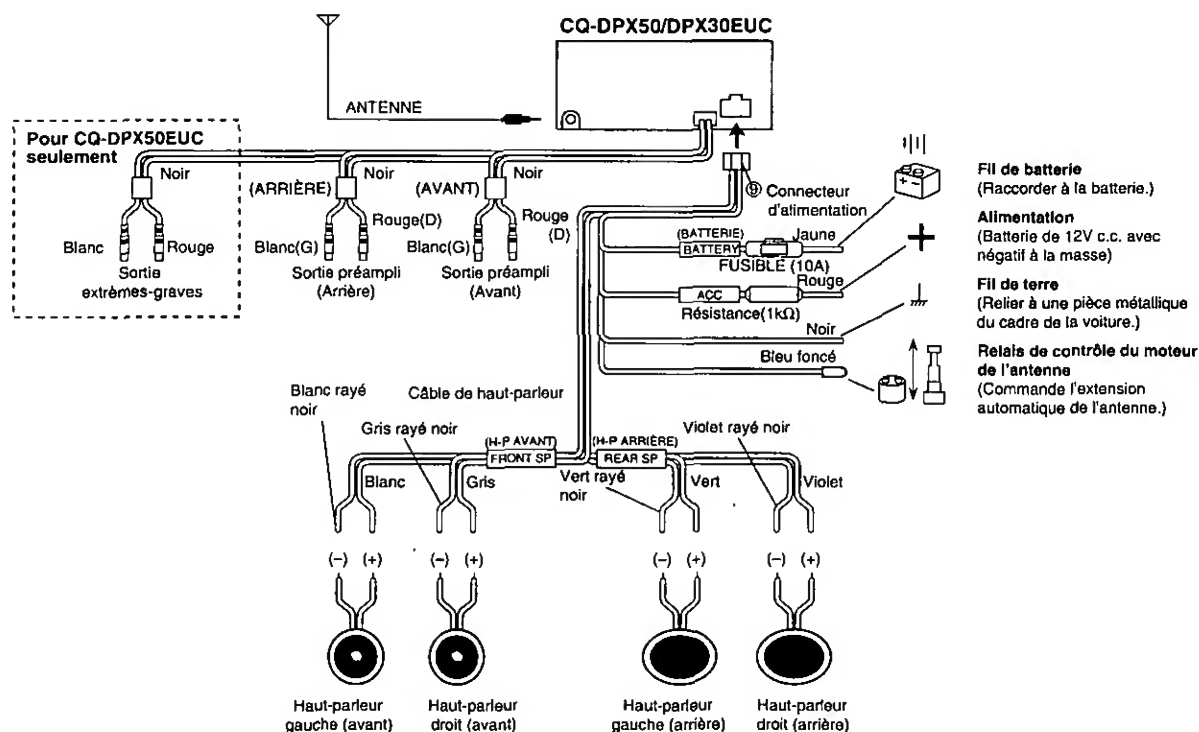 CQ-DPX50/DPX30EUC
ANTENNE
Pour CQ-DPX50EUC
seulement
Noir
Blanc
Rouge
Sortie
extrêmes-graves
(ARRIÈRE)
Noir
Rouge(D)
Blanc(G)
Sortie préampli
(Arrière)
(AVANT)
Noir
Rouge
(D)
Blanc(G)
Sortie préampli
(Avant)
⑨ Connecteur
d'alimentation
(BATTERIE)
BATTERY
Jaune
FUSIBLE (10A)
Rouge
ACC
Résistance(1kΩ)
Noir
Bleu foncé
Fil de batterie
(Raccorder à la batterie.)
Alimentation
(Batterie de 12V c.c. avec
négatif à la masse)
Fil de terre
(Relier à une pièce métallique
du cadre de la voiture.)
Relais de contrôle du moteur
de l'antenne
(Commande l'extension
automatique de l'antenne.)
Câble de haut-parleur
Blanc rayé
noir
Gris rayé noir
(H-P AVANT)
FRONT SP
(H-P ARRIÈRE)
REAR SP
Violet rayé noir
Vert rayé
noir
Blanc
Gris
Vert
Violet
(–) (+)
(–) (+)
(–) (+)
(–) (+)
Haut-parleur
gauche (avant)
Haut-parleur
droit (avant)
Haut-parleur
gauche (arrière)
Haut-parleur
droit (arrière)